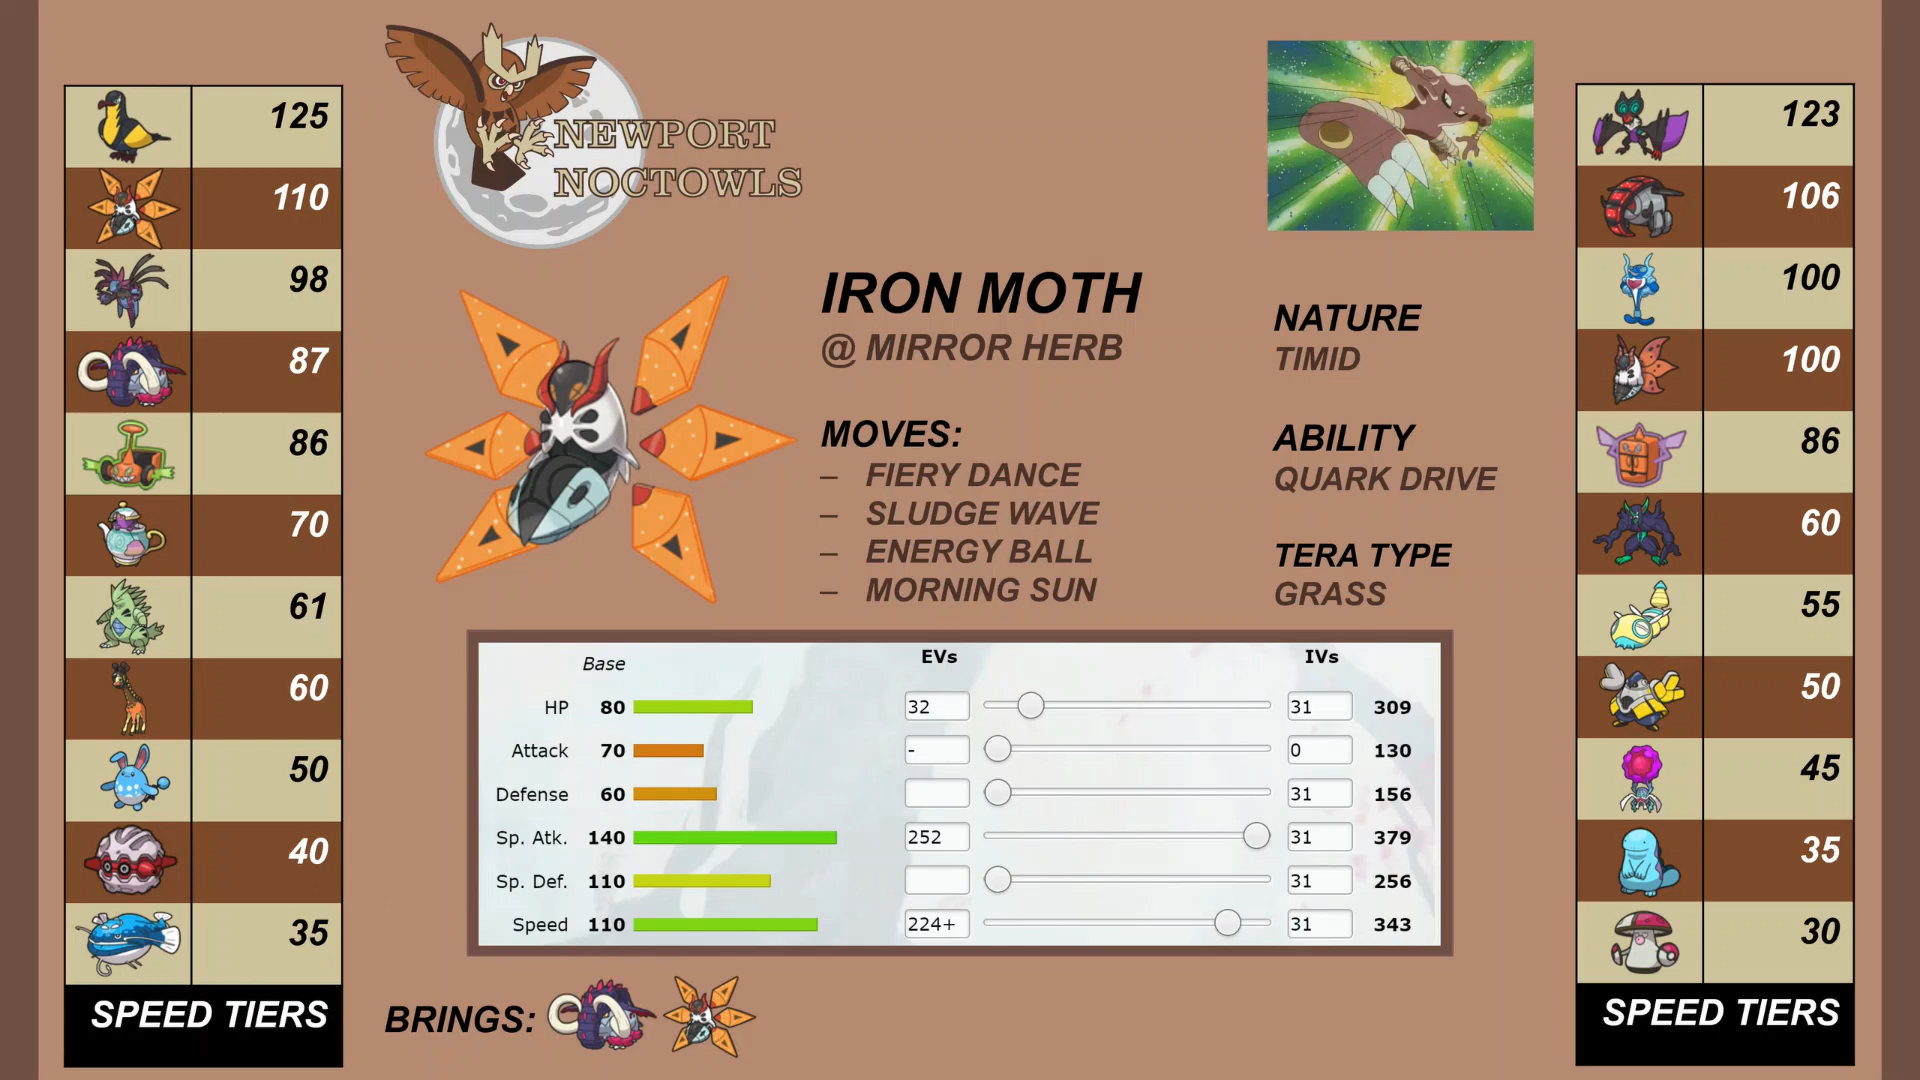 125
110
98
87
86
70
61
60
50
40
35
SPEED TIERS
NEWPORT
NOCTOWLS
IRON MOTH
@ MIRROR HERB
MOVES:
– FIERY DANCE
– SLUDGE WAVE
– ENERGY BALL
– MORNING SUN
NATURE
TIMID
ABILITY
QUARK DRIVE
TERA TYPE
GRASS
Base EVs IVs
HP 80 32 31 309
Attack 70 - 0 130
Defense 60 31 156
Sp. Atk. 140 252 31 379
Sp. Def. 110 31 256
Speed 110 224+ 31 343
BRINGS:
123
106
100
100
86
60
55
50
45
35
30
SPEED TIERS